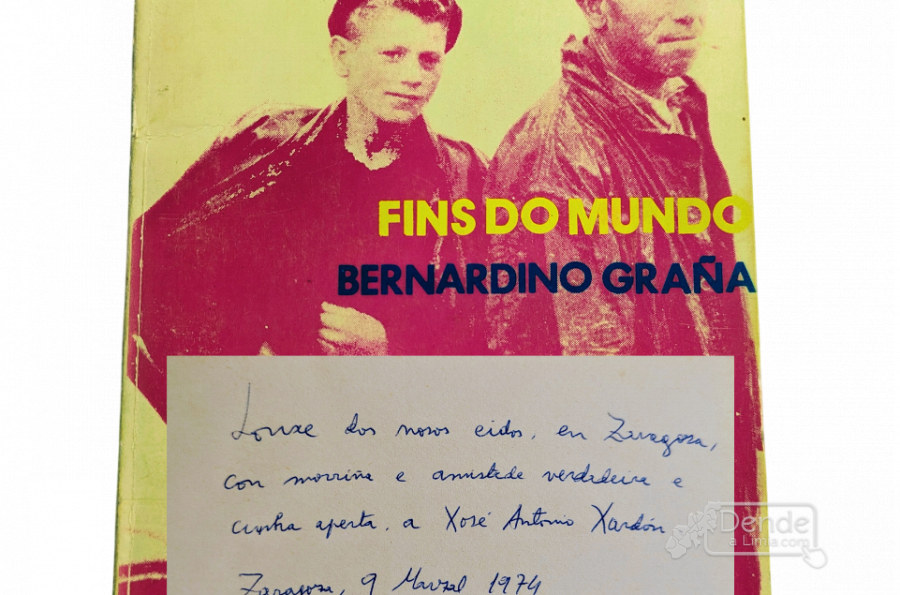 FINS DO MUNDO
BERNARDINO GRAÑA
Lonxe dos nosos eidos, en Zaragoza,
con morriña e amistade verdadeira e
cunha aperta, a Xosé Antonio Xardón
Zaragoza, 9 Marzal 1974
Dende
a Limia.com